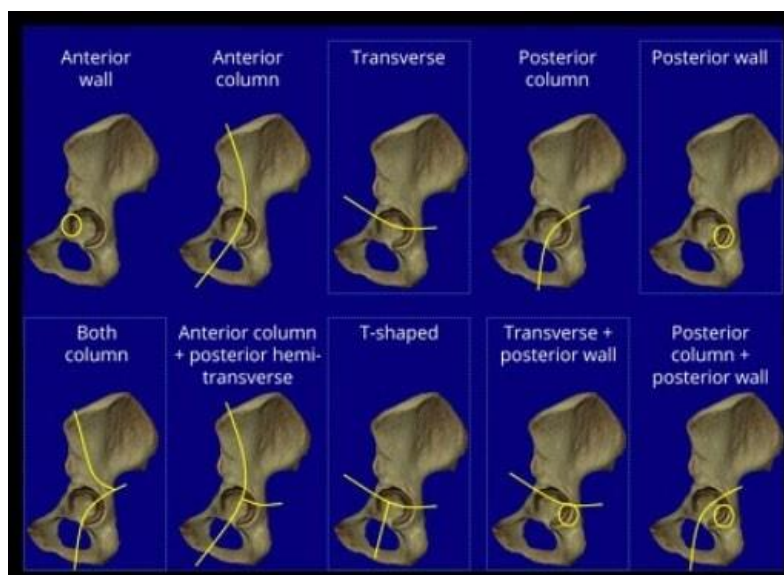 Anterior
wall
Anterior
column
Transverse
Posterior
column
Posterior wall
Both
column
Anterior column
+ posterior hemi-
transverse
T-shaped
Transverse +
posterior wall
Posterior
column +
posterior wall